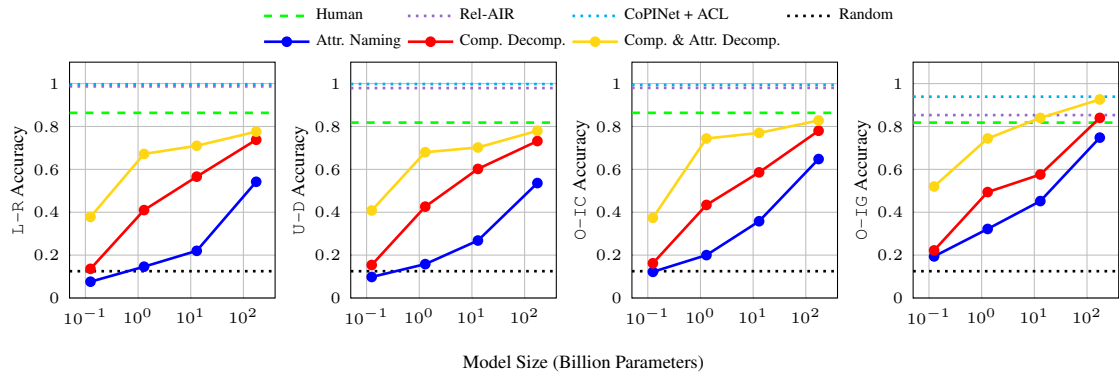 Human Rel-AIR CoPINet + ACL Random
Attr. Naming Comp. Decomp. Comp. & Attr. Decomp.
L-R Accuracy
1
0.8
0.6
0.4
0.2
0
10^−1 10^0 10^1 10^2
U-D Accuracy
1
0.8
0.6
0.4
0.2
0
10^−1 10^0 10^1 10^2
O-IC Accuracy
1
0.8
0.6
0.4
0.2
0
10^−1 10^0 10^1 10^2
O-IG Accuracy
1
0.8
0.6
0.4
0.2
0
10^−1 10^0 10^1 10^2
Model Size (Billion Parameters)